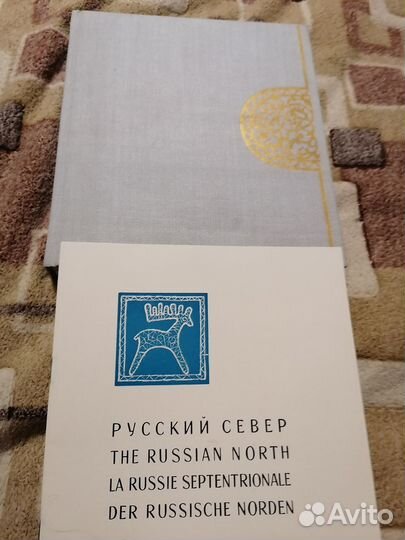 РУССКИЙ СЕВЕР
THE RUSSIAN NORTH
LA RUSSIE SEPTENTRIONALE
DER RUSSISCHE NORDEN
Avito